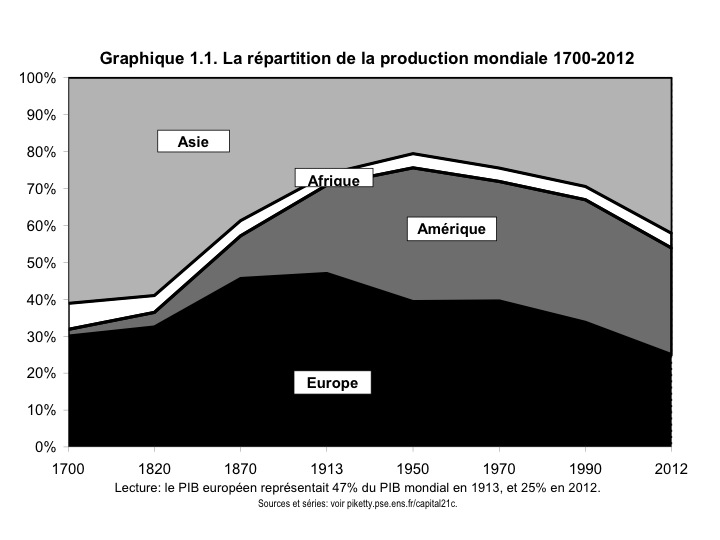 Graphique 1.1. La répartition de la production mondiale 1700-2012
100%
90%
80%
70%
60%
50%
40%
30%
20%
10%
0%
Asie
Afrique
Amérique
Europe
1700 1820 1870 1913 1950 1970 1990 2012
Lecture: le PIB européen représentait 47% du PIB mondial en 1913, et 25% en 2012.
Sources et séries: voir piketty.pse.ens.fr/capital21c.